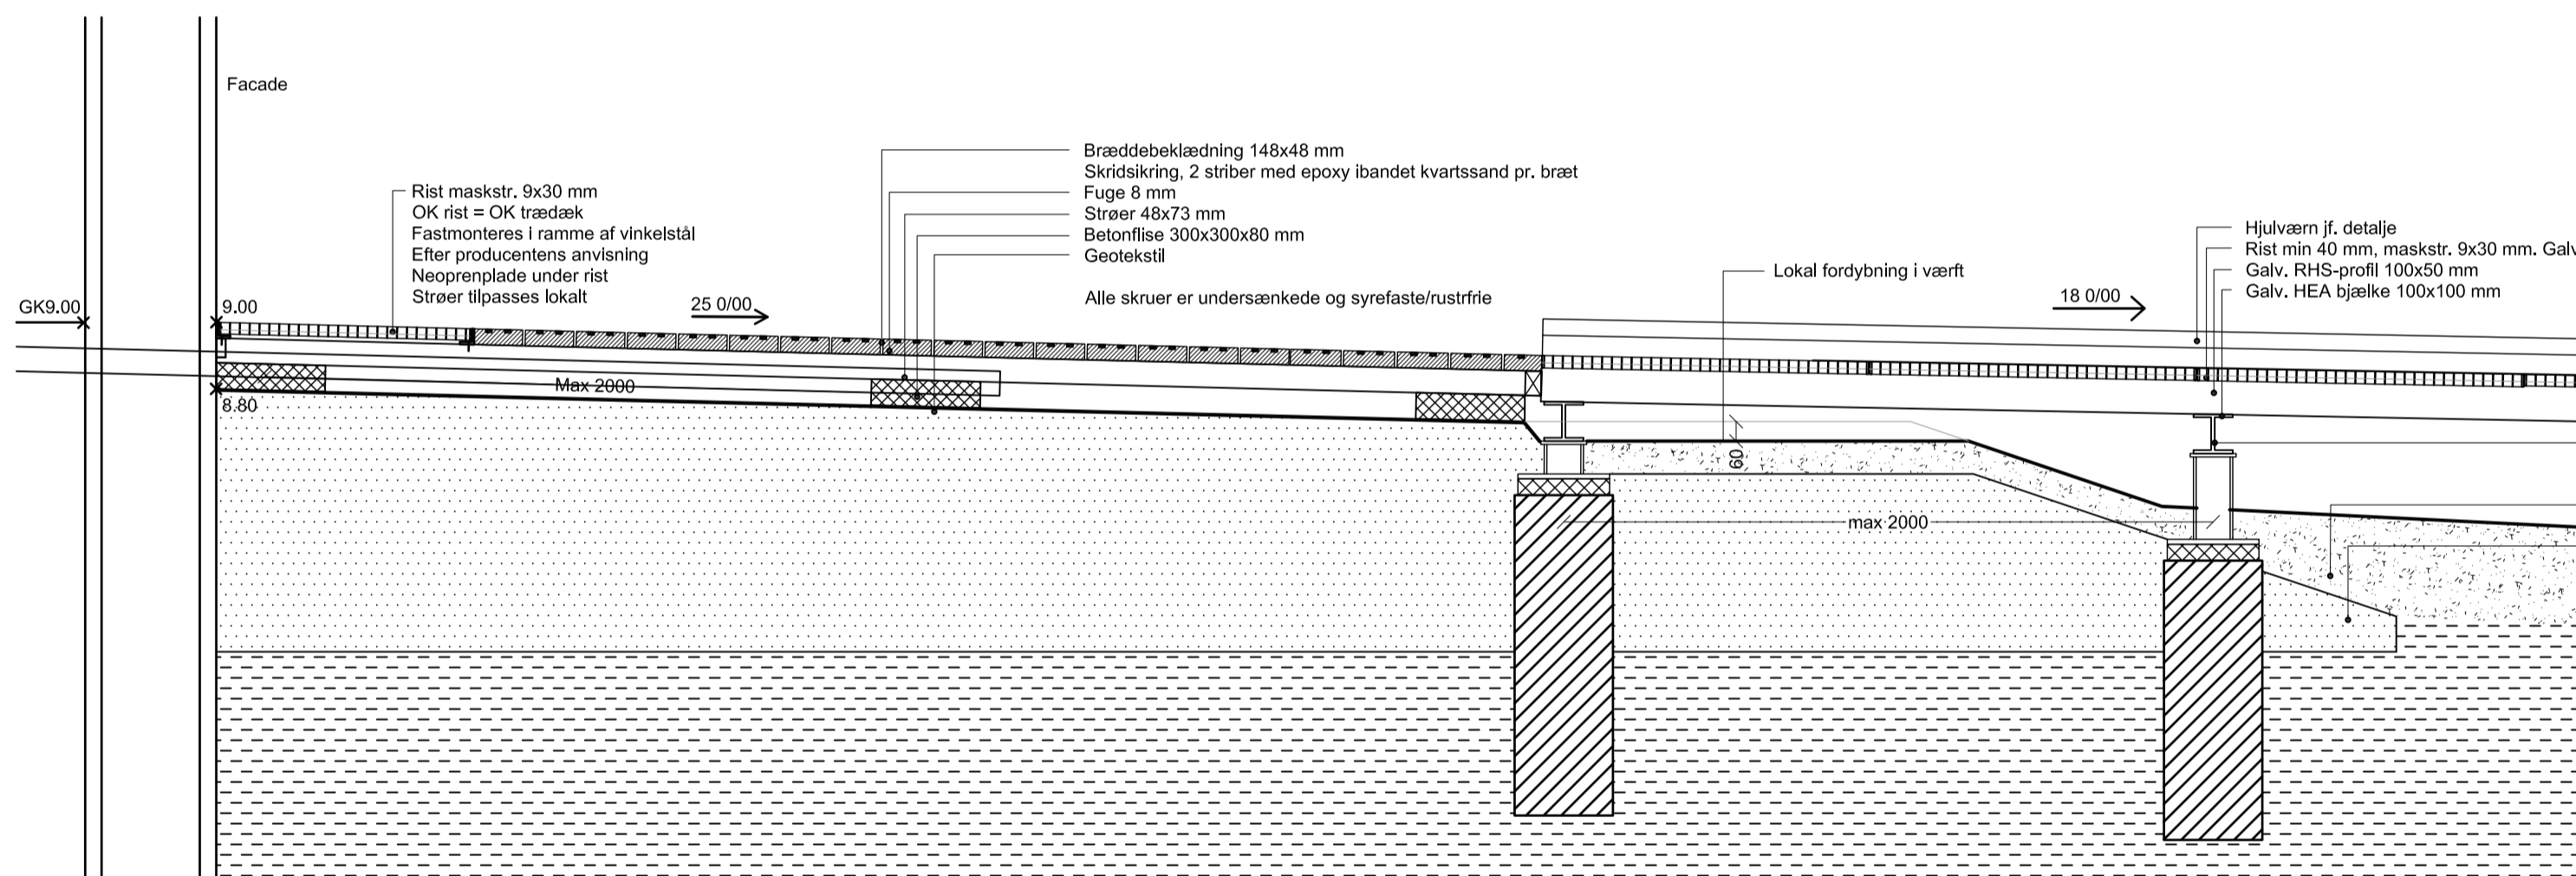 Facade
Bræddebeklædning 148x48 mm
Skridsikring, 2 striber med epoxy ibandet kvartssand pr. bræt
Fuge 8 mm
Strøer 48x73 mm
Betonflise 300x300x80 mm
Geotekstil
Alle skruer er undersænkede og syrefaste/rustrfrie
Rist maskstr. 9x30 mm
OK rist = OK trædæk
Fastmonteres i ramme af vinkelstål
Efter producentens anvisning
Neoprenplade under rist
Strøer tilpasses lokalt
Hjulværn jf. detalje
Rist min 40 mm, maskstr. 9x30 mm. Galv
Galv. RHS-profil 100x50 mm
Galv. HEA bjælke 100x100 mm
Lokal fordybning i værft
GK9.00
9.00
25 0/00
18 0/00
Max 2000
8.80
60
max 2000